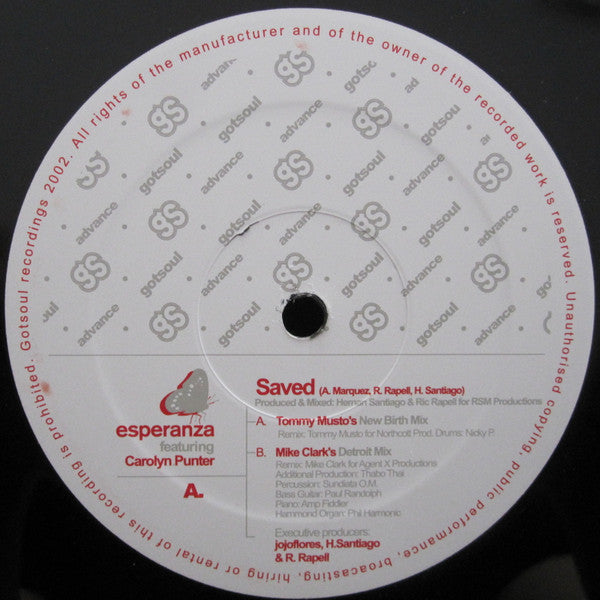 Gotsoul recordings 2002. All rights of the manufacturer and of the owner of the recorded work is reserved. Unauthorised copying, public performance, broacasting, hiring or rental of this recording is prohibited.
gs
gotsoul
advance
esperanza
featuring
Carolyn Punter
A.
Saved (A. Marquez, R. Rapell, H. Santiago)
Produced & Mixed: Hernan Santiago & Ric Rapell for RSM Productions
A. Tommy Musto's New Birth Mix
Remix: Tommy Musto for Northcott Prod. Drums: Nicky P.
B. Mike Clark's Detroit Mix
Remix: Mike Clark for Agent X Productions
Additional Production: Thabo Thai
Percussion: Sundiata O.M.
Bass Guitar: Paul Randolph
Piano: Amp Fiddler
Hammond Organ: Phil Harmonic
Executive producers:
jojoflores, H.Santiago
& R. Rapell